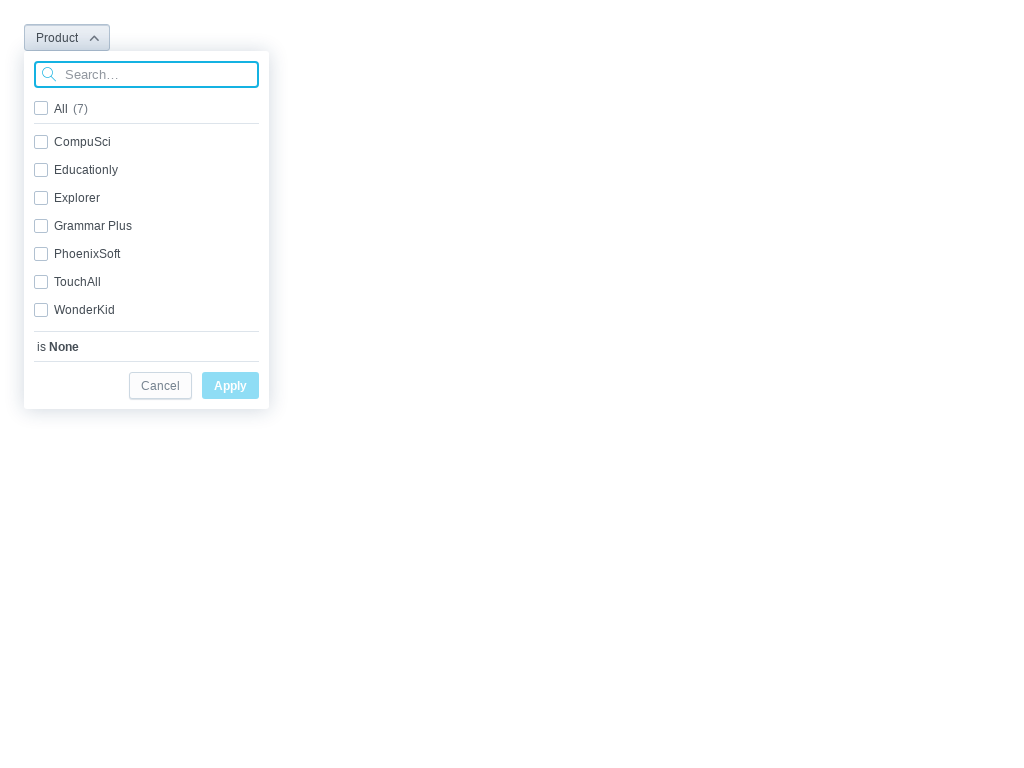 Product
Search…
All (7)
CompuSci
Educationly
Explorer
Grammar Plus
PhoenixSoft
TouchAll
WonderKid
is None
Cancel Apply